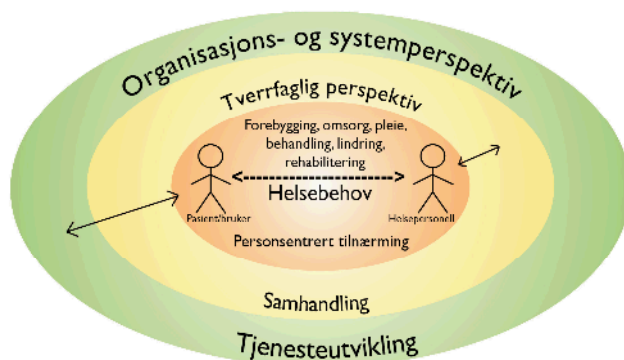 Organisasjons- og systemperspektiv
Tverrfaglig perspektiv
Forebygging, omsorg, pleie,
behandling, lindring,
rehabilitering
Helsebehov
Pasient/bruker
Helsepersonell
Personsentrert tilnærming
Samhandling
Tjenesteutvikling